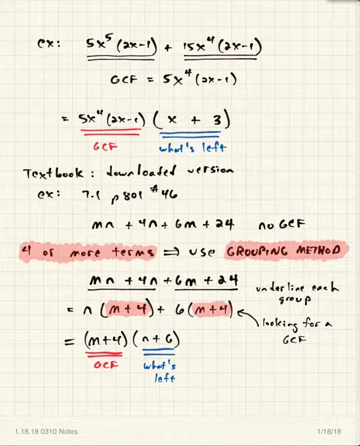 ex: 5x⁵(2x-1) + 15x⁴(2x-1)
GCF = 5x⁴(2x-1)
= 5x⁴(2x-1) (x + 3)
GCF what's left
Textbook: downloaded version
ex: 7.1 p801 #46
mn + 4n + 6m + 24 no GCF
4 or more terms ⇒ use GROUPING METHOD
mn + 4n + 6m + 24 underline each group
= n(m+4) + 6(m+4)
looking for a GCF
= (m+4)(n+6)
GCF what's left
1.18.18 0310 Notes 1/18/18